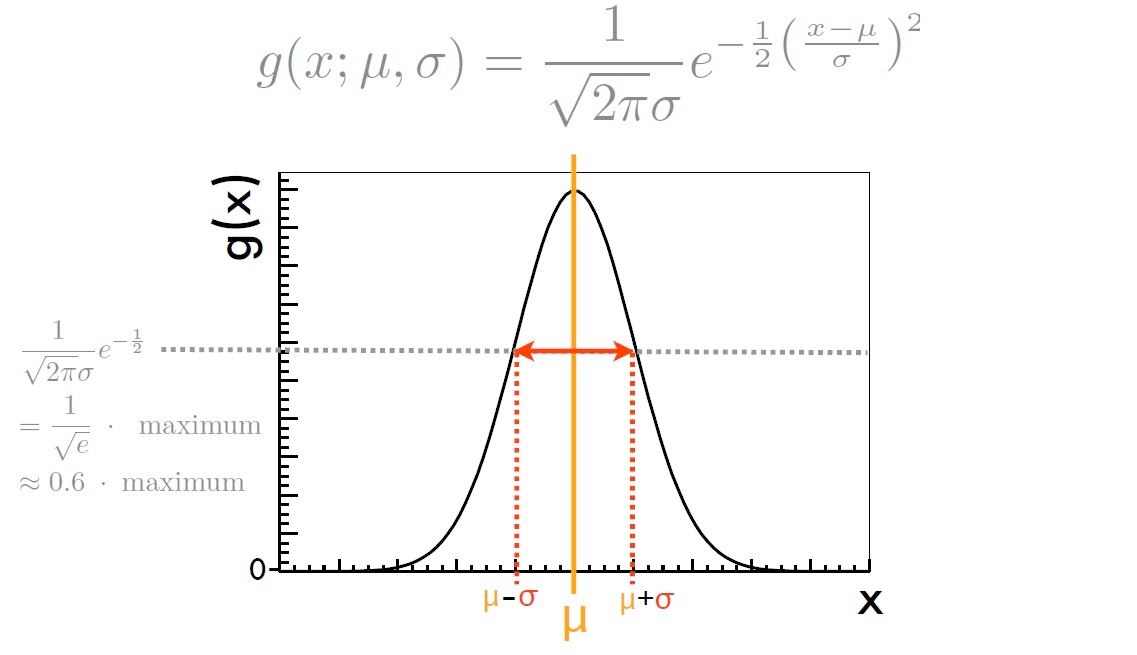 g(x; μ, σ) = 1/(√2π σ) e^{-1/2 ((x-μ)/σ)^2}
g(x)
1/(√2π σ) e^{-1/2}
= 1/√e · maximum
≈ 0.6 · maximum
0
μ-σ
μ+σ
μ
x